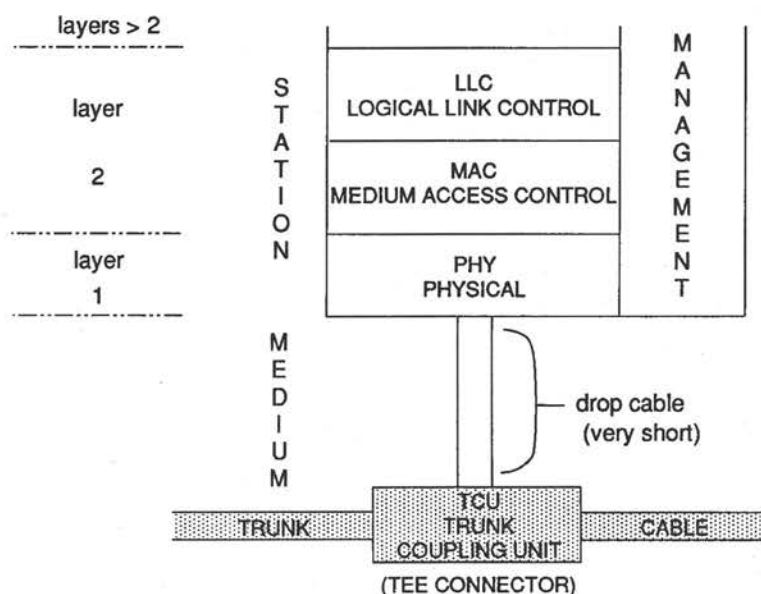 layers > 2
layer
2
layer
1
STATION
MEDIUM
LLC
LOGICAL LINK CONTROL
MAC
MEDIUM ACCESS CONTROL
PHY
PHYSICAL
MANAGEMENT
drop cable
(very short)
TRUNK
TCU
TRUNK
COUPLING UNIT
CABLE
(TEE CONNECTOR)